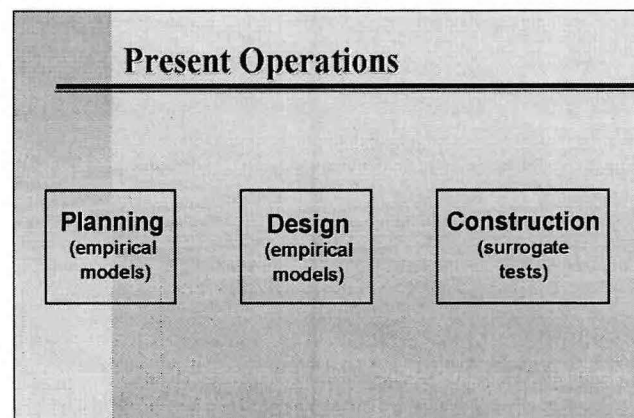 Present Operations
Planning
(empirical
models)
Design
(empirical
models)
Construction
(surrogate
tests)